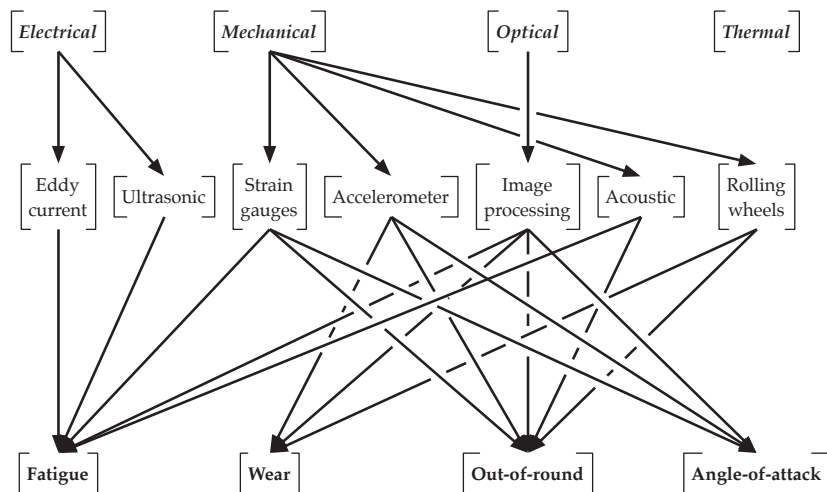 Electrical
Mechanical
Optical
Thermal
Eddy
current
Ultrasonic
Strain
gauges
Accelerometer
Image
processing
Acoustic
Rolling
wheels
Fatigue
Wear
Out-of-round
Angle-of-attack